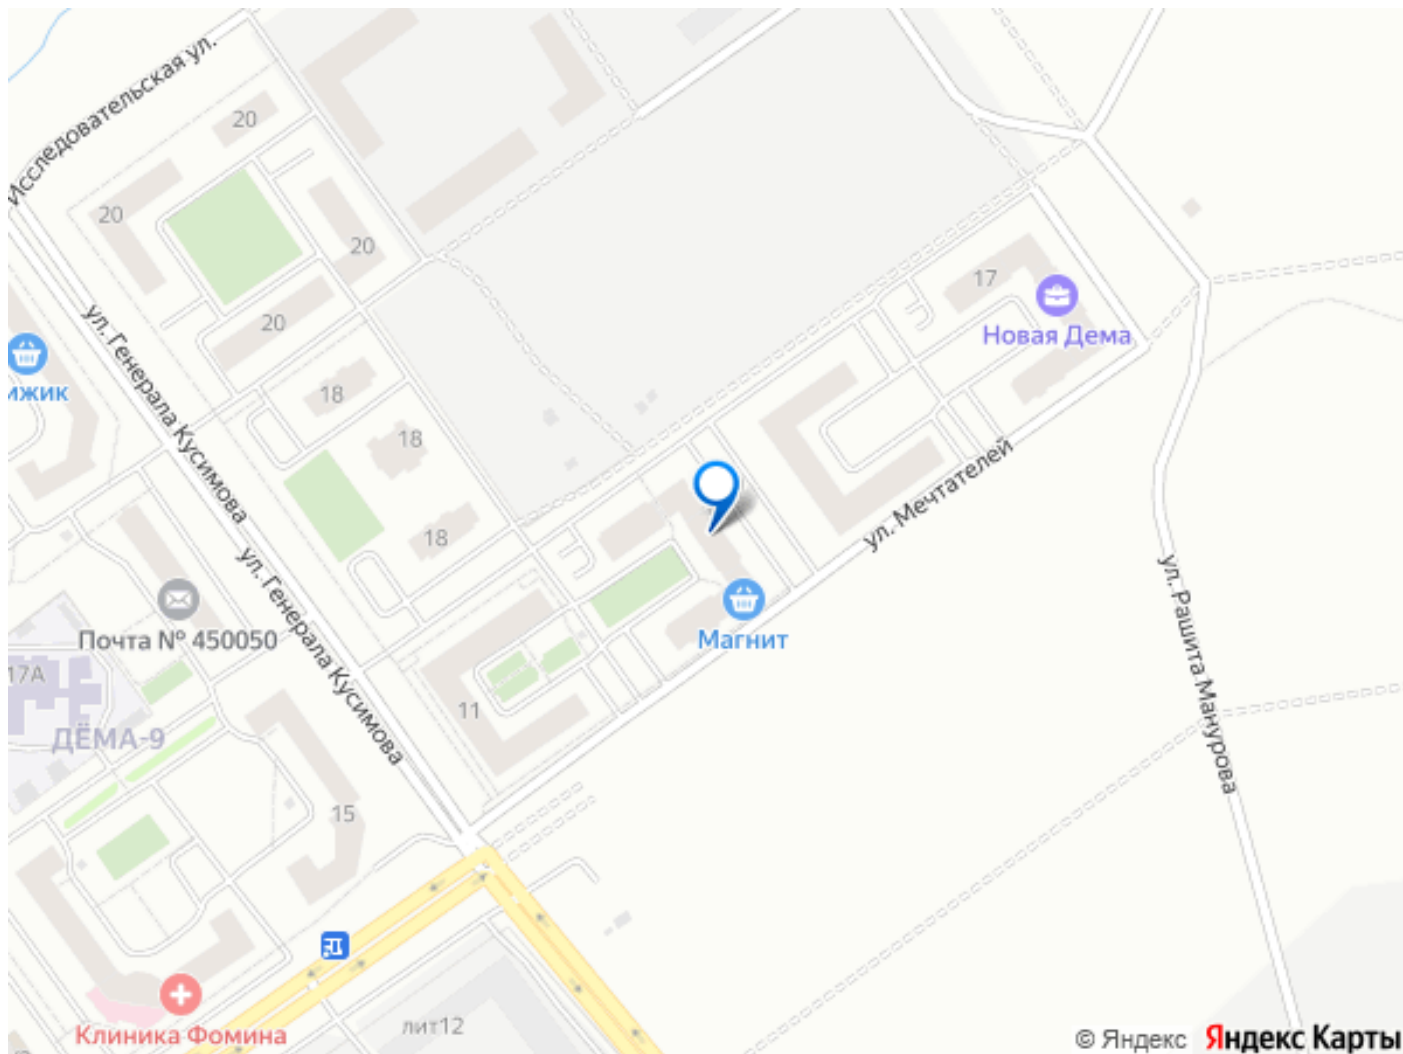 Исследовательская ул.
20
20
20
20
17
Новая Дема
ижик
ул. Генерала Кусимова
18
18
18
ул. Мечтателей
ул. Генерала Кусимова
Почта № 450050
Магнит
17А
ул. Рашита Манурова
11
ДЁМА-9
15
лит12
Клиника Фомина
© Яндекс Яндекс Карты